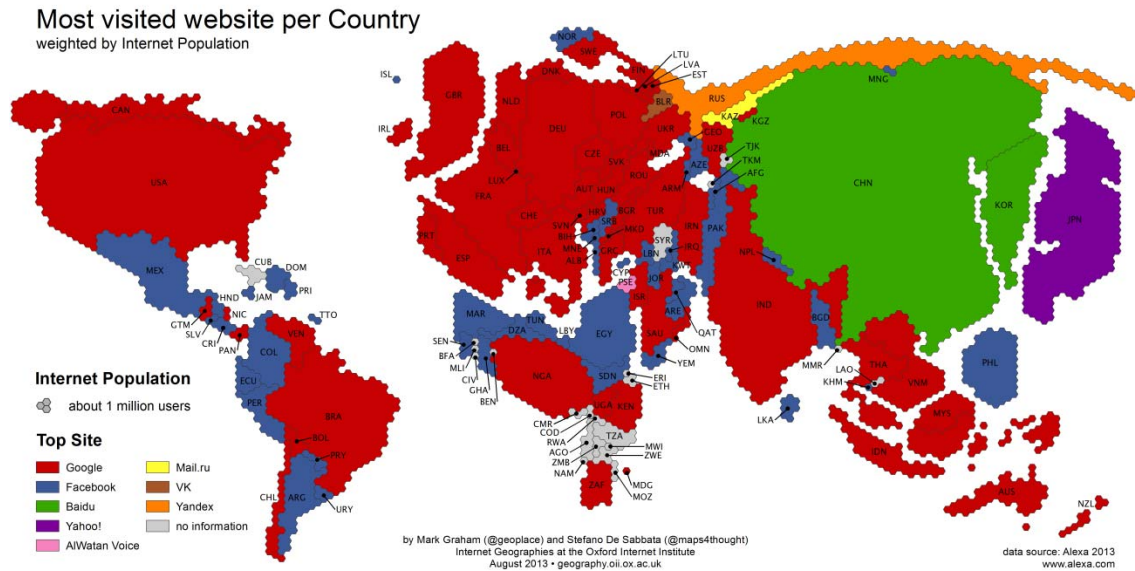 Most visited website per Country
weighted by Internet Population
NOR
SWE
FIN
LTU
LVA
EST
ISL
GBR
DNK
MNG
RUS
CAN
NLD
BLR
KAZ
KGZ
IRL
POL
DEU
UKR
GEO
BEL
MDA
UZB
TJK
CZE
SVK
AZE
TKM
USA
LUX
ROU
AFG
CHN
FRA
AUT
HUN
ARM
KOR
CHE
HRV
BGR
TUR
JPN
SVN
SRB
PRT
BIH
MKD
SYR
IRN
PAK
ESP
MNE
ITA
GRC
LBN
IRQ
NPL
ALB
MEX
CUB
DOM
CYP
KWT
PSE
JOR
PRI
ISR
IND
HND
JAM
MAR
TUN
ARE
BGD
GTM
NIC
TTO
DZA
LBY
EGY
SLV
VEN
SAU
QAT
CRI
SEN
OMN
PAN
COL
BFA
YEM
MMR
THA
PHL
MLI
LAO
Internet Population
ECU
CIV
NGA
SDN
ERI
KHM
VNM
about 1 million users
GHA
ETH
PER
BEN
UGA
KEN
LKA
BRA
CMR
MYS
Top Site
COD
TZA
BOL
RWA
MWI
IDN
Google
Mail.ru
PRY
AGO
ZWE
ZMB
Facebook
VK
NAM
ZAF
MDG
CHL
ARG
MOZ
AUS
Baidu
Yandex
URY
NZL
Yahoo!
no information
AlWatan Voice
by Mark Graham (@geoplace) and Stefano De Sabbata (@maps4thought)
Internet Geographies at the Oxford Internet Institute
August 2013 • geography.oii.ox.ac.uk
data source: Alexa 2013
www.alexa.com